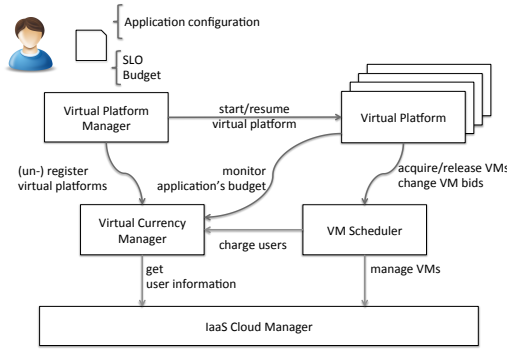 Application configuration
SLO
Budget
Virtual Platform
Manager
start/resume
virtual platform
Virtual Platform
(un-) register
virtual platforms
monitor
application's budget
acquire/release VMs
change VM bids
Virtual Currency
Manager
charge users
VM Scheduler
get
user information
manage VMs
IaaS Cloud Manager